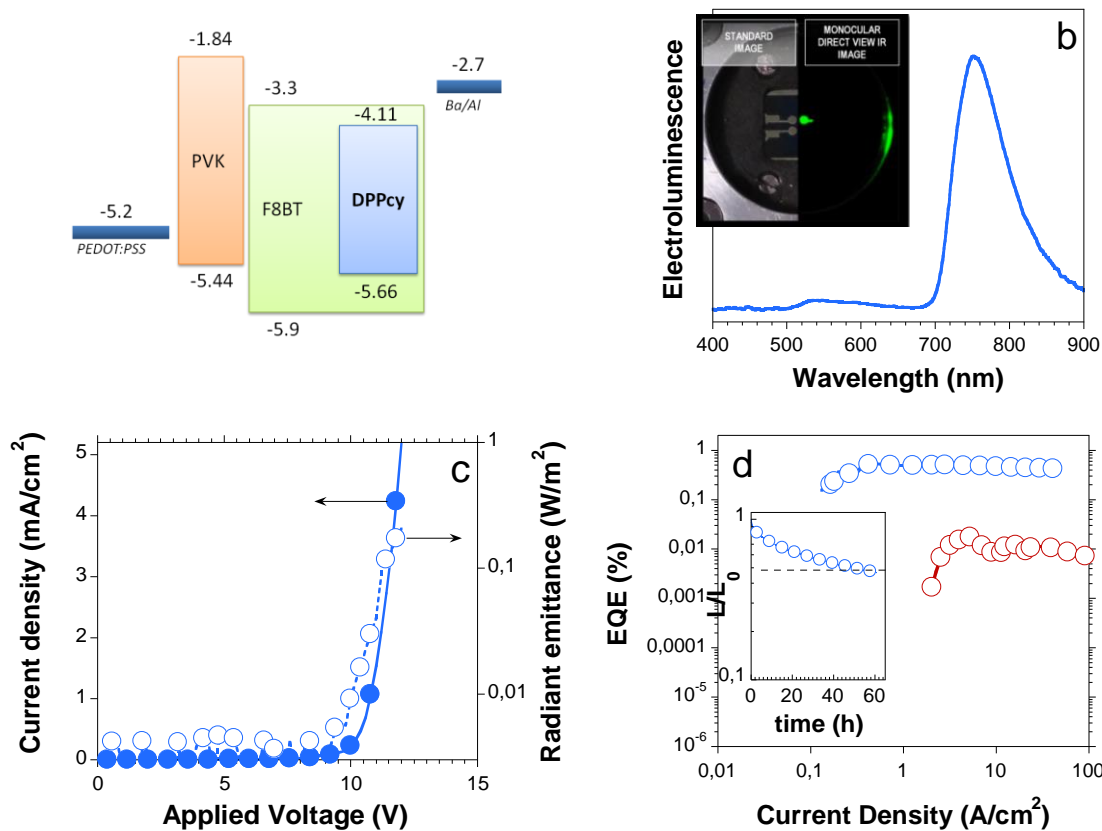 -1.84
-5.2
PEDOT:PSS
PVK
-5.44
-3.3
F8BT
-5.9
-4.11
DPPcy
-5.66
-2.7
Ba/Al
b
STANDARD
IMAGE
MONOCULAR
DIRECT VIEW IR
IMAGE
Electroluminescence
400 500 600 700 800 900
Wavelength (nm)
c
Current density (mA/cm²)
5
4
3
2
1
0
0 5 10 15
Applied Voltage (V)
1
0,1
0,01
Radiant emittance (W/m²)
d
EQE (%)
1
0,1
0,01
0,001
0,0001
10⁻⁵
10⁻⁶
0,01 0,1 1 10 100
Current Density (A/cm²)
L/L₀
1
0,1
0 20 40 60
time (h)